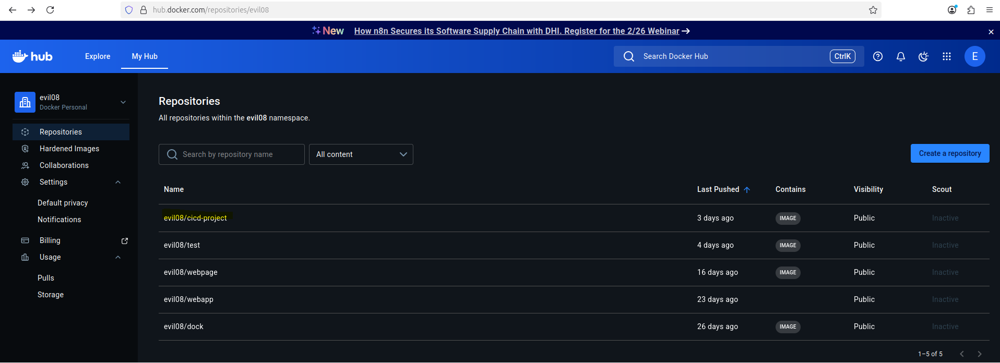 hub.docker.com/repositories/evil08
New How n8n Secures its Software Supply Chain with DHI. Register for the 2/26 Webinar
hub Explore My Hub Search Docker Hub CtrlK E
evil08
Docker Personal
Repositories
Hardened Images
Collaborations
Settings
Default privacy
Notifications
Billing
Usage
Pulls
Storage
Repositories
All repositories within the evil08 namespace.
Search by repository name All content Create a repository
Name Last Pushed Contains Visibility Scout
evil08/cicd-project 3 days ago IMAGE Public Inactive
evil08/test 4 days ago IMAGE Public Inactive
evil08/webpage 16 days ago IMAGE Public Inactive
evil08/webapp 23 days ago Public Inactive
evil08/dock 26 days ago IMAGE Public Inactive
1–5 of 5